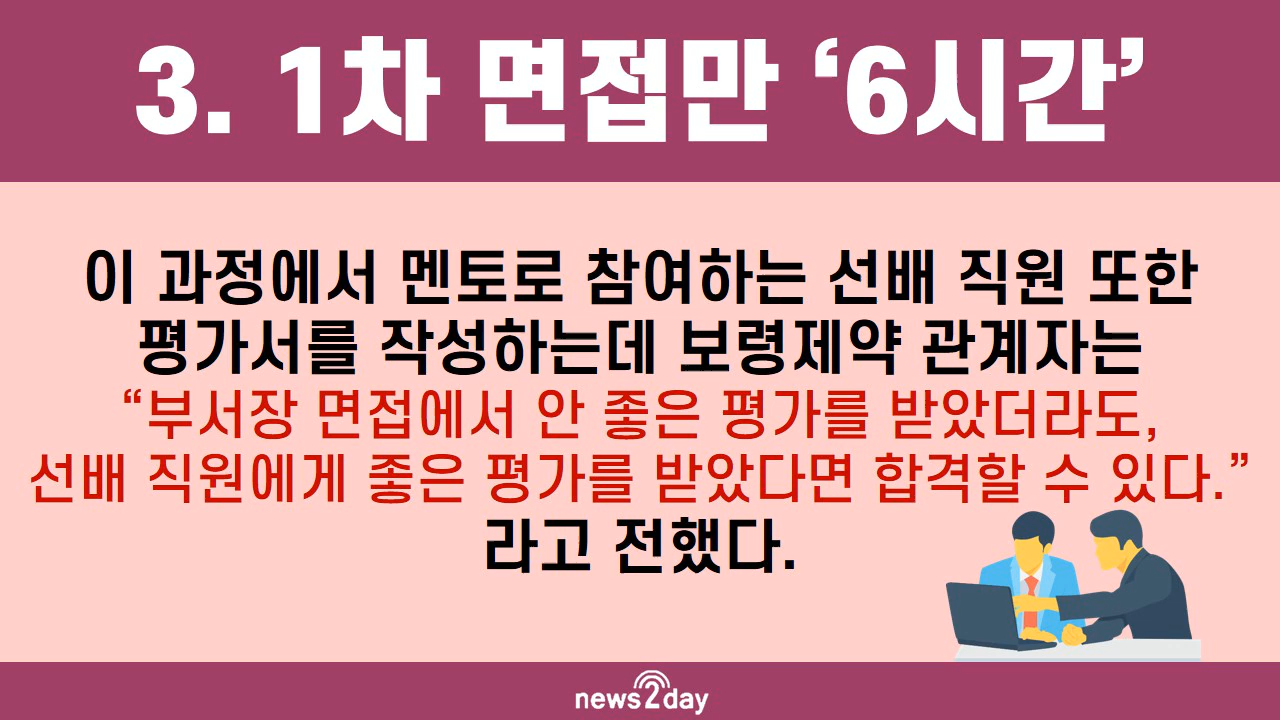 3. 1차 면접만 ‘6시간’
이 과정에서 멘토로 참여하는 선배 직원 또한
평가서를 작성하는데 보령제약 관계자는
“부서장 면접에서 안 좋은 평가를 받았더라도,
선배 직원에게 좋은 평가를 받았다면 합격할 수 있다.”
라고 전했다.
news2day